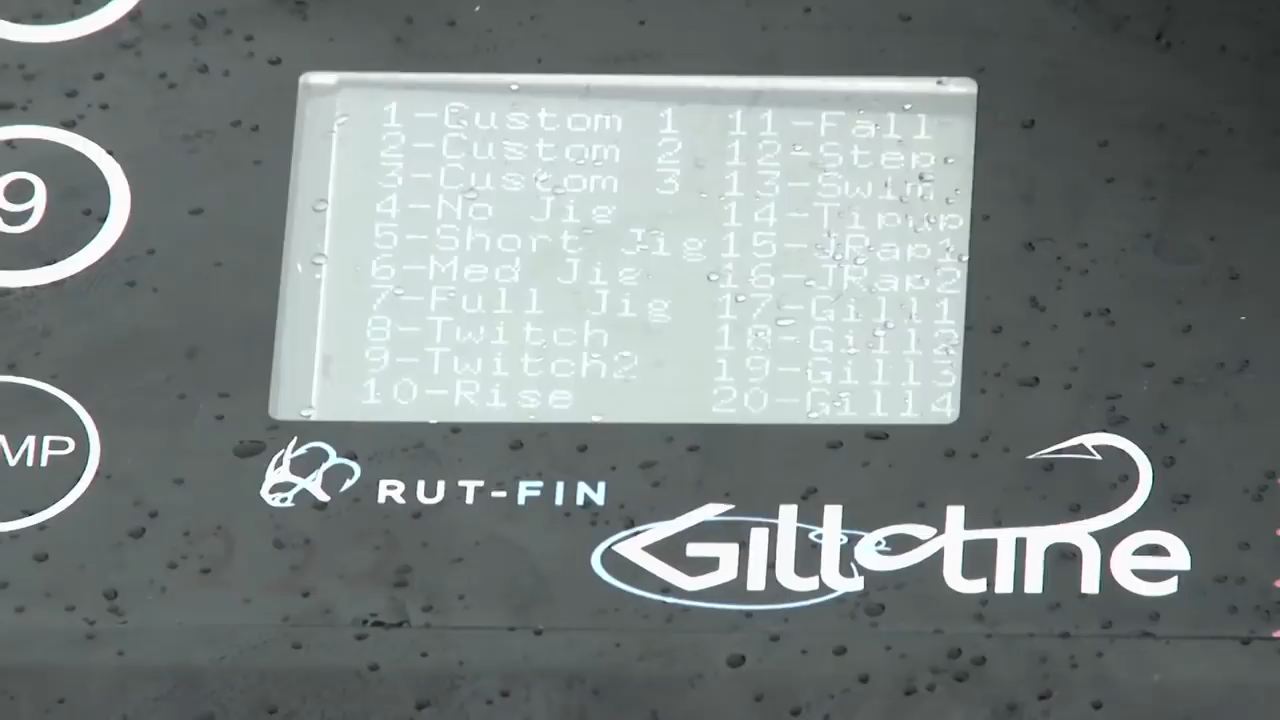 1-Custom 1 11-Fall
2-Custom 2 12-Step
3-Custom 3 13-Swim
4-No Jig 14-Tipup
5-Short Jig 15-JRap1
6-Med Jig 16-JRap2
7-Full Jig 17-Gill1
8-Twitch 18-Gill2
9-Twitch2 19-Gill3
10-Rise 20-Gill4
9
MP
RUT-FIN
Gillotine